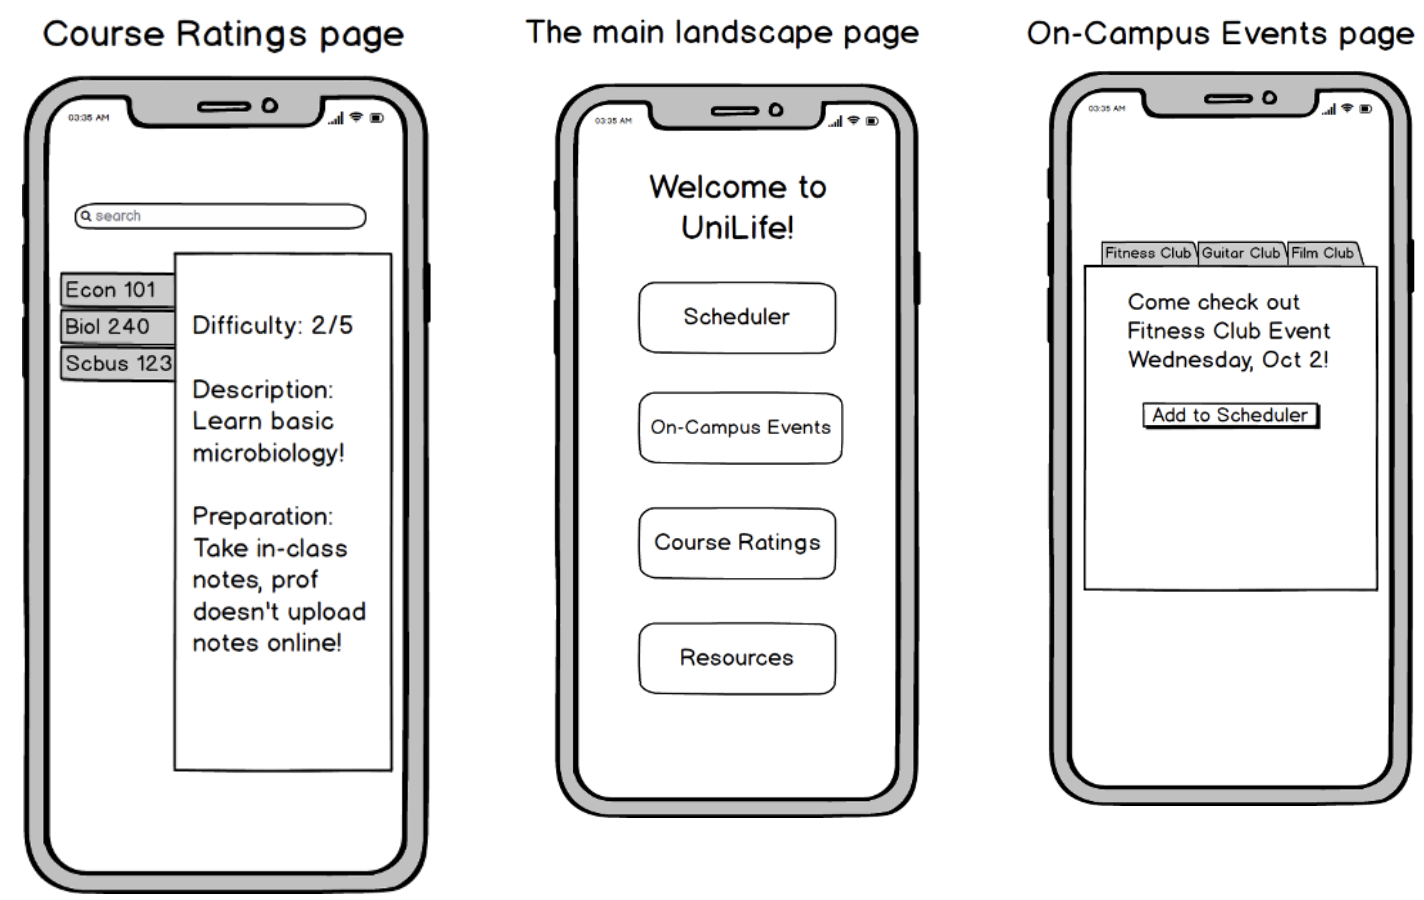 Course Ratings page
03:35 AM
search
Econ 101
Biol 240
Scbus 123
Difficulty: 2/5
Description:
Learn basic
microbiology!
Preparation:
Take in-class
notes, prof
doesn't upload
notes online!
The main landscape page
03:35 AM
Welcome to
UniLife!
Scheduler
On-Campus Events
Course Ratings
Resources
On-Campus Events page
03:35 AM
Fitness Club Guitar Club Film Club
Come check out
Fitness Club Event
Wednesday, Oct 2!
Add to Scheduler